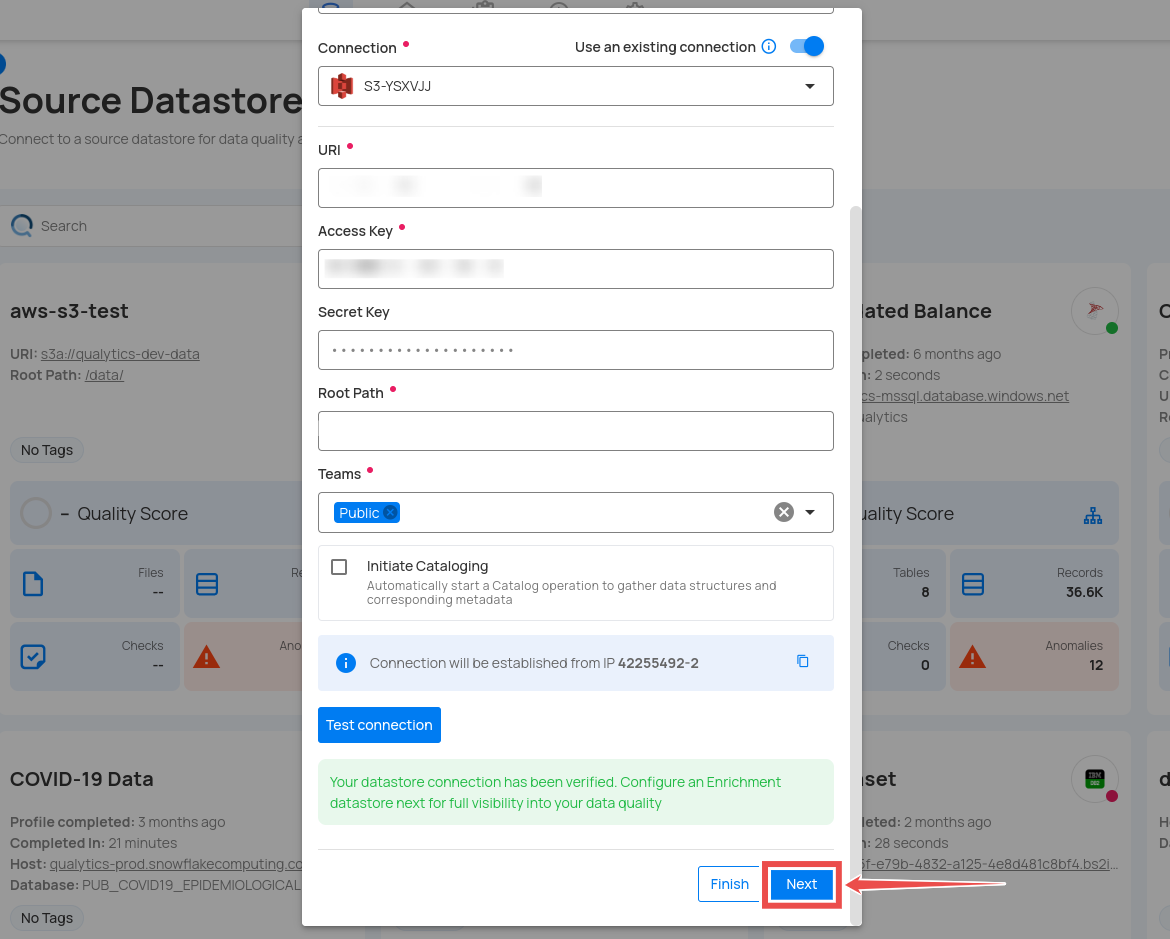 Connection
Use an existing connection
S3-YSXVJJ
URI
Access Key
Secret Key
Root Path
Teams
Public
Initiate Cataloging
Automatically start a Catalog operation to gather data structures and
corresponding metadata
Connection will be established from IP 42255492-2
Test connection
Your datastore connection has been verified. Configure an Enrichment
datastore next for full visibility into your data quality
Finish
Next
Source Datastore
Connect to a source datastore for data quality
Search
aws-s3-test
URI: s3a://qualytics-dev-data
Root Path: /data/
No Tags
– Quality Score
Files
--
Checks
--
COVID-19 Data
Profile completed: 3 months ago
Completed In: 21 minutes
Host: qualytics-prod.snowflakecomputing.co
Database: PUB_COVID19_EPIDEMIOLOGICAL
No Tags
lated Balance
pleted: 6 months ago
n: 2 seconds
cs-mssql.database.windows.net
alytics
uality Score
Tables
8
Records
36.6K
Checks
0
Anomalies
12
set
IBM
DB2
leted: 2 months ago
n: 28 seconds
5f-e79b-4832-a125-4e8d481c8bf4.bs2i...